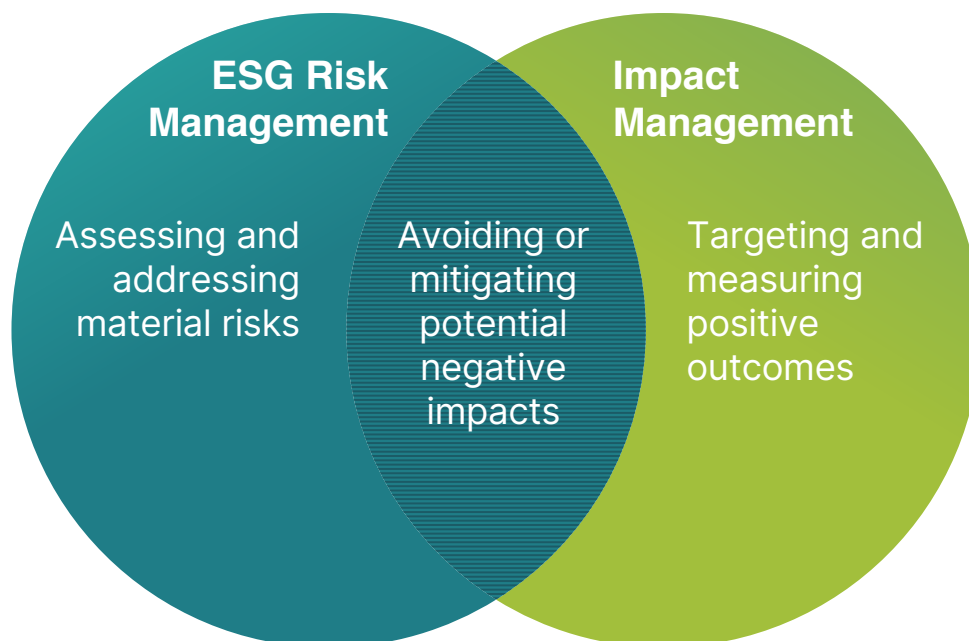 ESG Risk
Management
Impact
Management
Assessing and
addressing
material risks
Avoiding or
mitigating
potential
negative
impacts
Targeting and
measuring
positive
outcomes